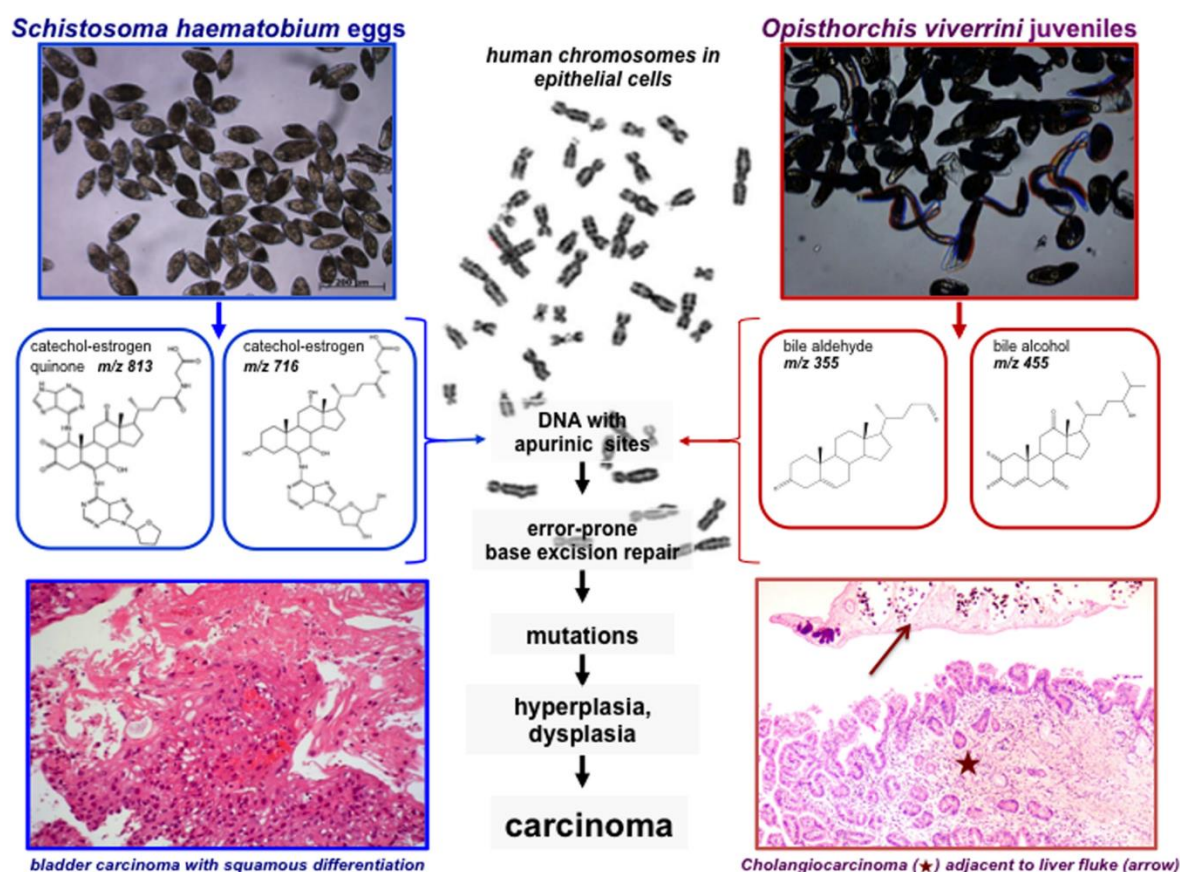 Schistosoma haematobium eggs
human chromosomes in
epithelial cells
Opisthorchis viverrini juveniles
200 µm
catechol-estrogen
quinone m/z 813
catechol-estrogen
m/z 716
bile aldehyde
m/z 355
bile alcohol
m/z 455
DNA with
apurinic sites
error-prone
base excision repair
mutations
hyperplasia,
dysplasia
carcinoma
bladder carcinoma with squamous differentiation
Cholangiocarcinoma (★) adjacent to liver fluke (arrow)